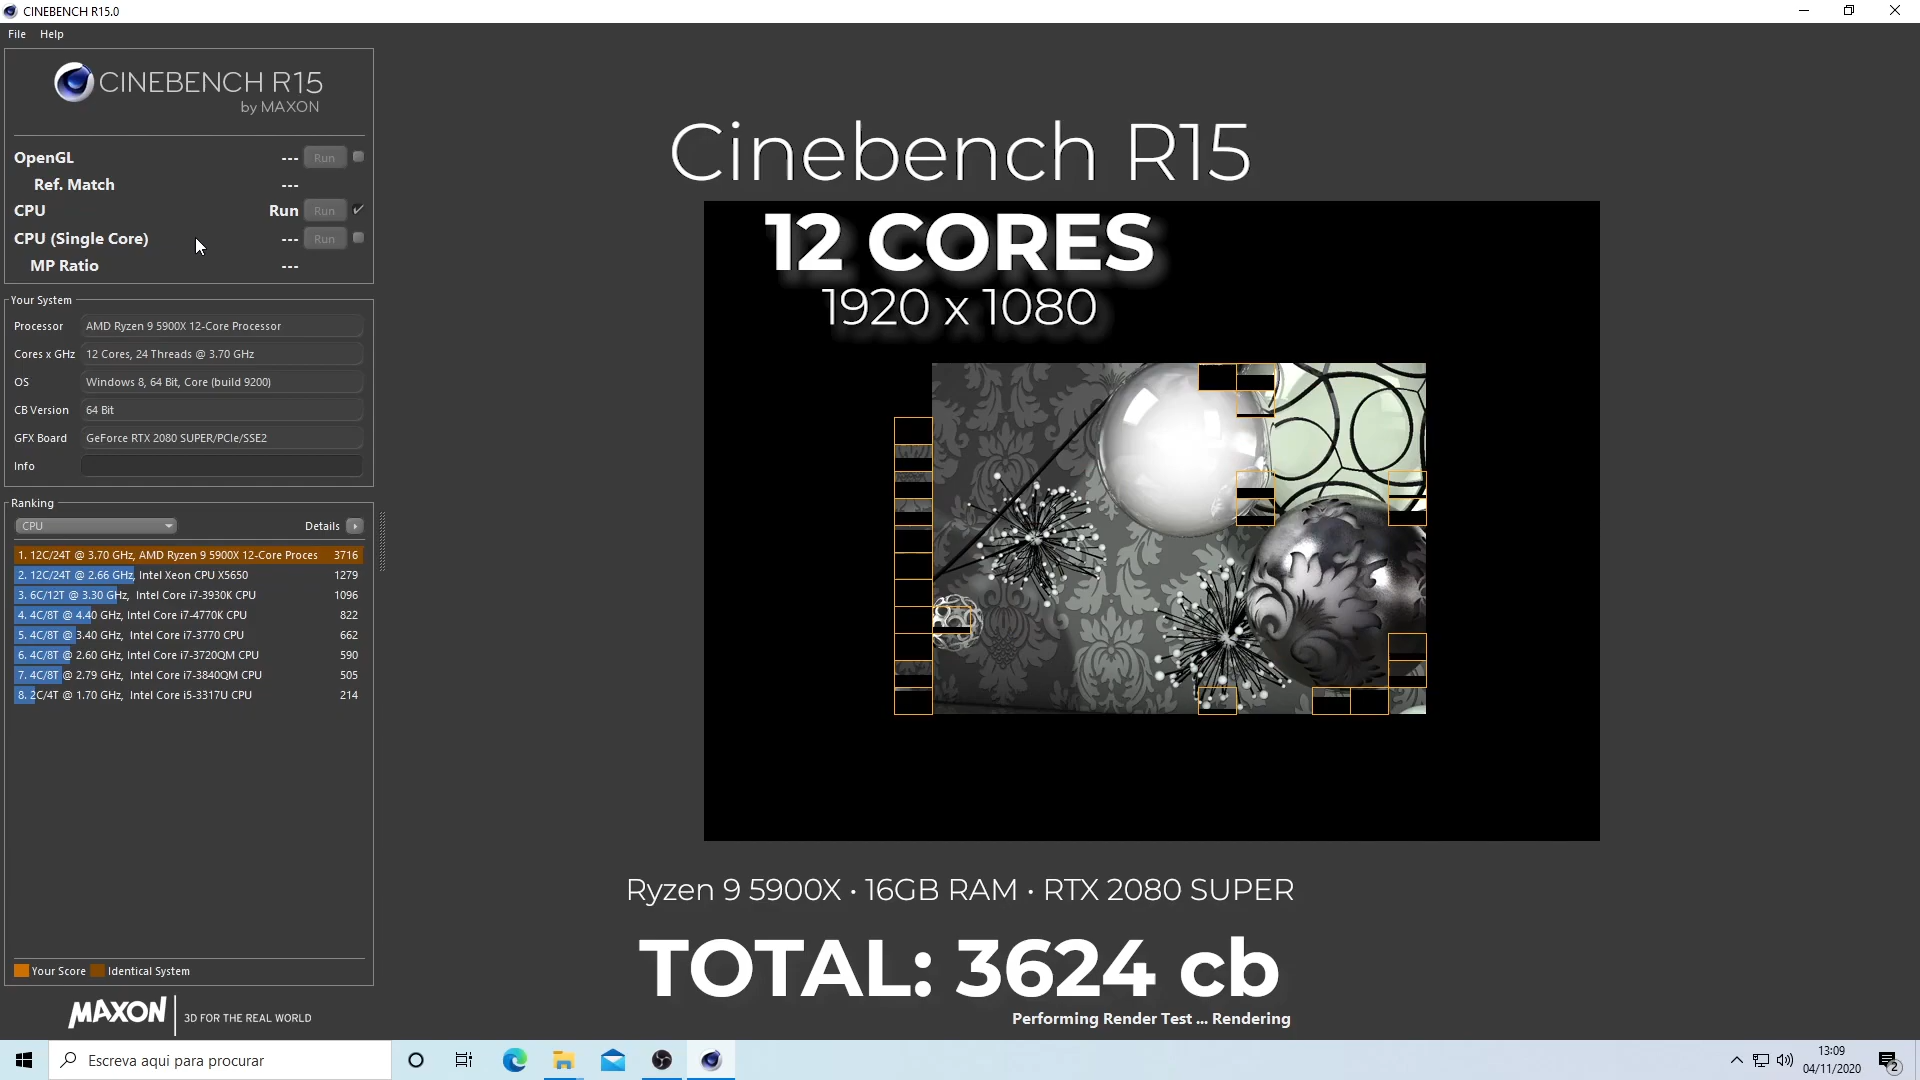 CINEBENCH R15.0
File Help
CINEBENCH R15
by MAXON
OpenGL --- Run
Ref. Match ---
CPU Run Run
CPU (Single Core) --- Run
MP Ratio ---
Your System
Processor AMD Ryzen 9 5900X 12-Core Processor
Cores x GHz 12 Cores, 24 Threads @ 3.70 GHz
OS Windows 8, 64 Bit, Core (build 9200)
CB Version 64 Bit
GFX Board GeForce RTX 2080 SUPER/PCIe/SSE2
Info
Ranking
CPU Details
1. 12C/24T @ 3.70 GHz, AMD Ryzen 9 5900X 12-Core Proces 3716
2. 12C/24T @ 2.66 GHz, Intel Xeon CPU X5650 1279
3. 6C/12T @ 3.30 GHz, Intel Core i7-3930K CPU 1096
4. 4C/8T @ 4.40 GHz, Intel Core i7-4770K CPU 822
5. 4C/8T @ 3.40 GHz, Intel Core i7-3770 CPU 662
6. 4C/8T @ 2.60 GHz, Intel Core i7-3720QM CPU 590
7. 4C/8T @ 2.79 GHz, Intel Core i7-3840QM CPU 505
8. 2C/4T @ 1.70 GHz, Intel Core i5-3317U CPU 214
Your Score Identical System
MAXON 3D FOR THE REAL WORLD
Cinebench R15
12 CORES
1920 x 1080
Ryzen 9 5900X • 16GB RAM • RTX 2080 SUPER
TOTAL: 3624 cb
Performing Render Test ... Rendering
Escreva aqui para procurar
13:09
04/11/2020
2